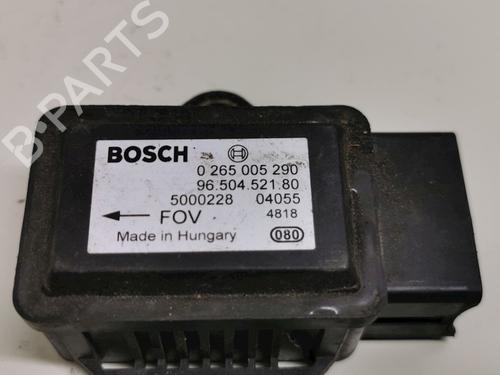 B-PARTS
BOSCH
0 265 005 290
96.504.521 80
5000228 04055
← FOV 4818
Made in Hungary 080